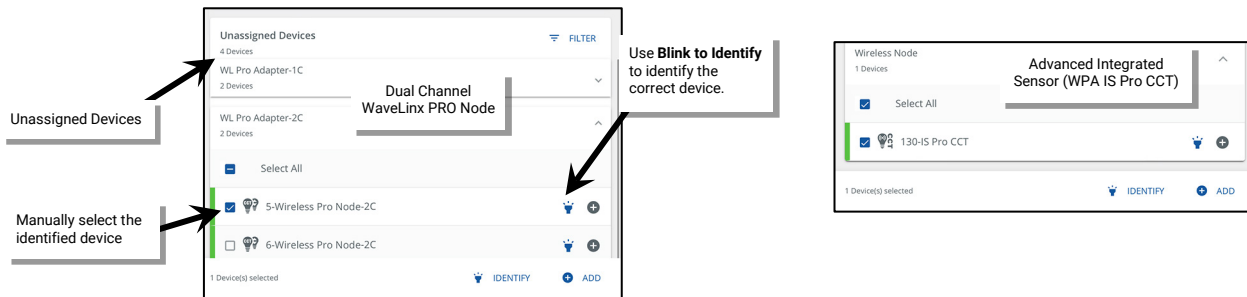 Unassigned Devices
4 Devices
FILTER
WL Pro Adapter-1C
2 Devices
Dual Channel
WaveLinx PRO Node
WL Pro Adapter-2C
2 Devices
Select All
5-Wireless Pro Node-2C
6-Wireless Pro Node-2C
1 Device(s) selected
IDENTIFY
ADD
Unassigned Devices
Manually select the
identified device
Use Blink to Identify
to identify the
correct device.
Wireless Node
1 Devices
Advanced Integrated
Sensor (WPA IS Pro CCT)
Select All
130-IS Pro CCT
1 Device(s) selected
IDENTIFY
ADD